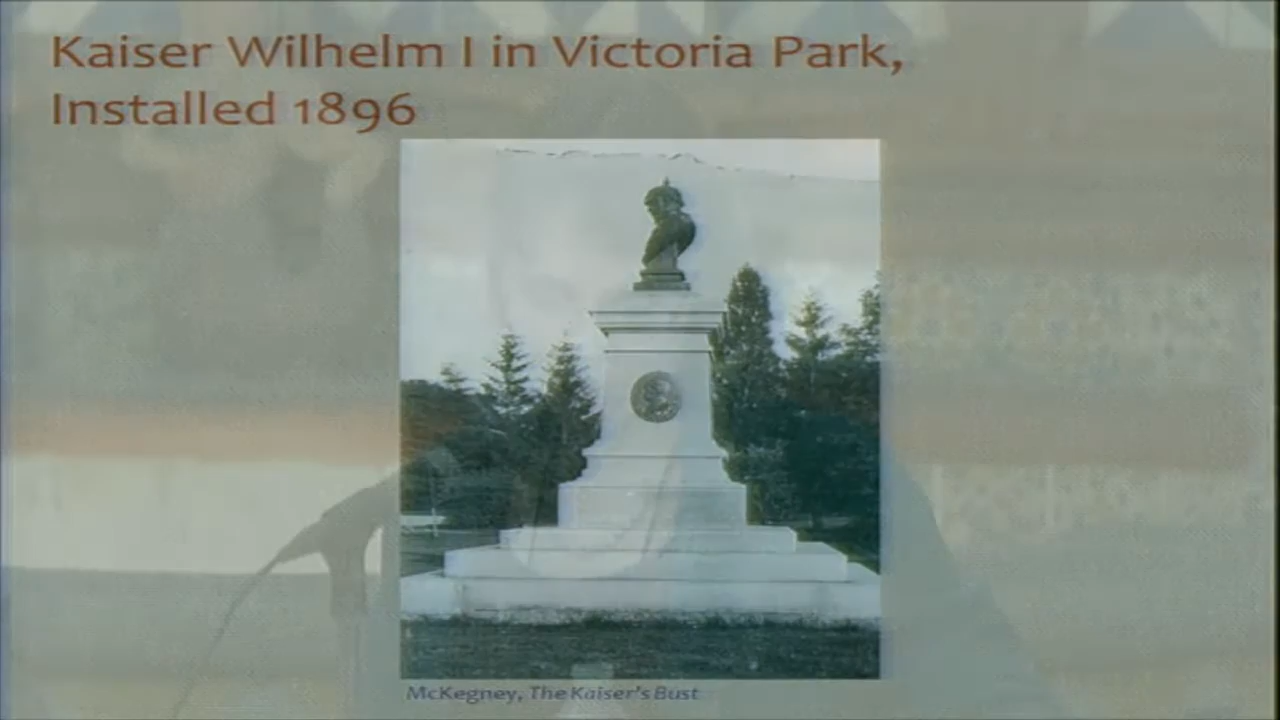 Kaiser Wilhelm I in Victoria Park,
Installed 1896
McKegney, The Kaiser's Bust